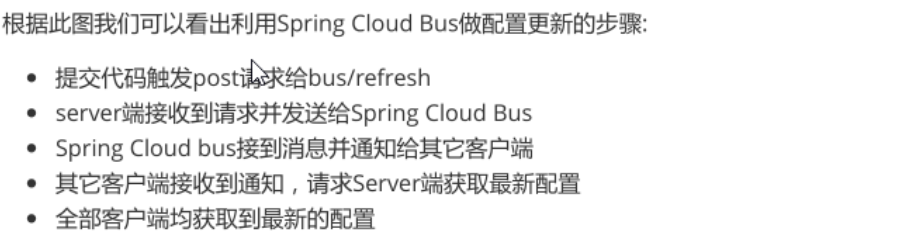 根据此图我们可以看出利用Spring Cloud Bus做配置更新的步骤:
提交代码触发post请求给bus/refresh
server端接收到请求并发送给Spring Cloud Bus
Spring Cloud bus接到消息并通知给其它客户端
其它客户端接收到通知，请求Server端获取最新配置
全部客户端均获取到最新的配置